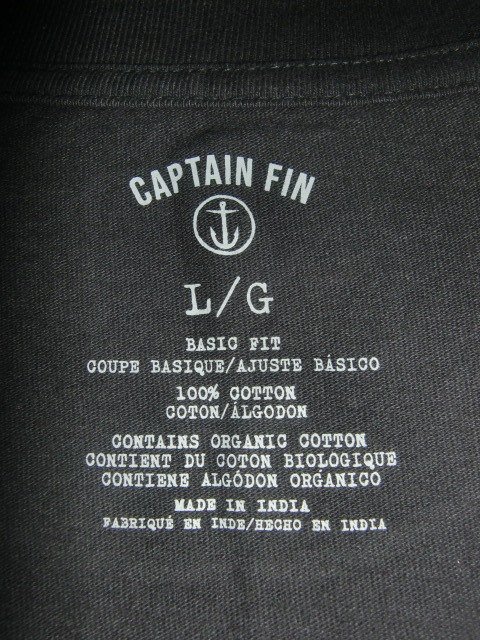 CAPTAIN FIN
L/G
BASIC FIT
COUPE BASIQUE/AJUSTE BÁSICO
100% COTTON
COTON/ÁLGODON
CONTAINS ORGANIC COTTON
CONTIENT DU COTON BIOLOGIQUE
CONTIENE ALGÓDON ORGANICO
MADE IN INDIA
FABRIQUÉ EN INDE/HECHO EN INDIA